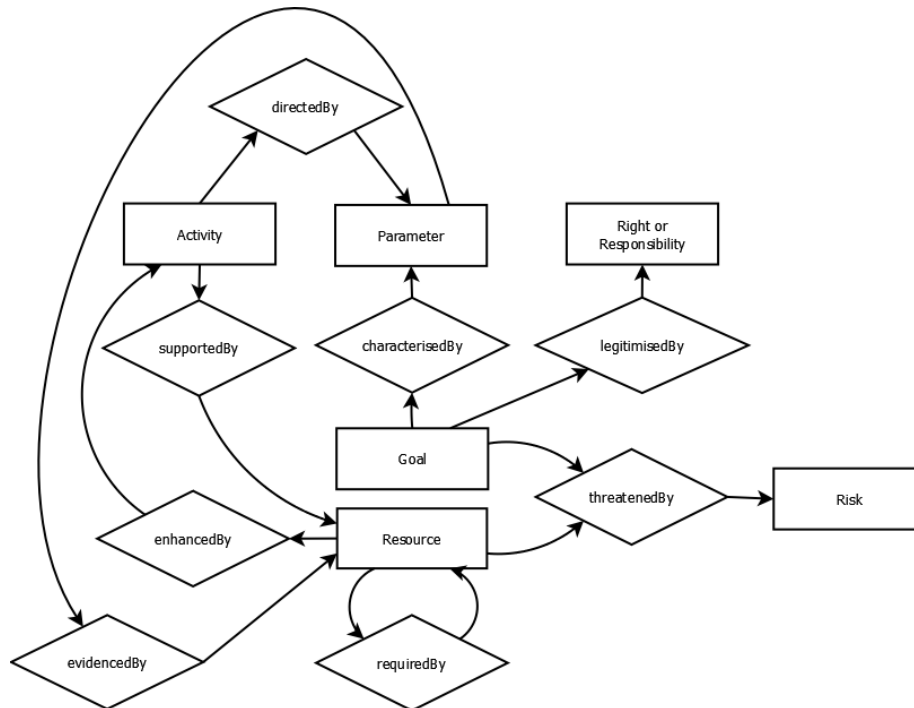 directedBy
Activity
Parameter
Right or
Responsibility
supportedBy
characterisedBy
legitimisedBy
Goal
threatenedBy
Risk
enhancedBy
Resource
evidencedBy
requiredBy